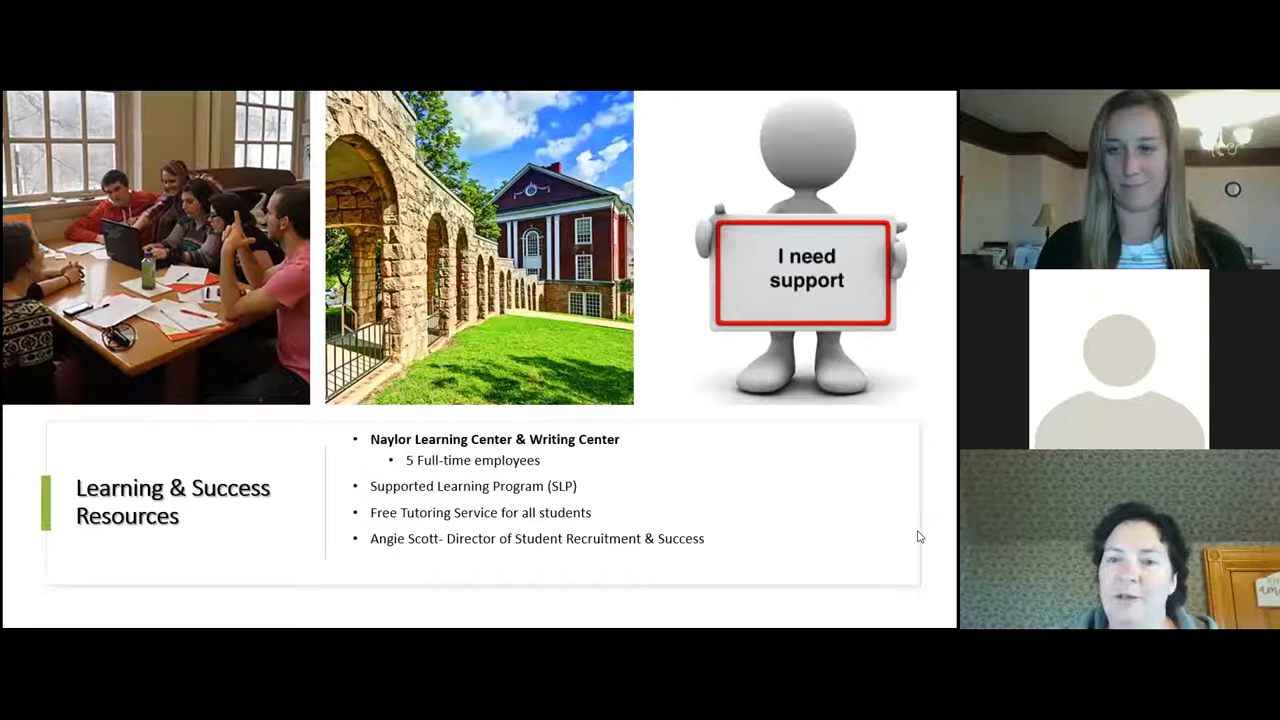 I need
support
Learning & Success
Resources
• Naylor Learning Center & Writing Center
• 5 Full-time employees
• Supported Learning Program (SLP)
• Free Tutoring Service for all students
• Angie Scott- Director of Student Recruitment & Success